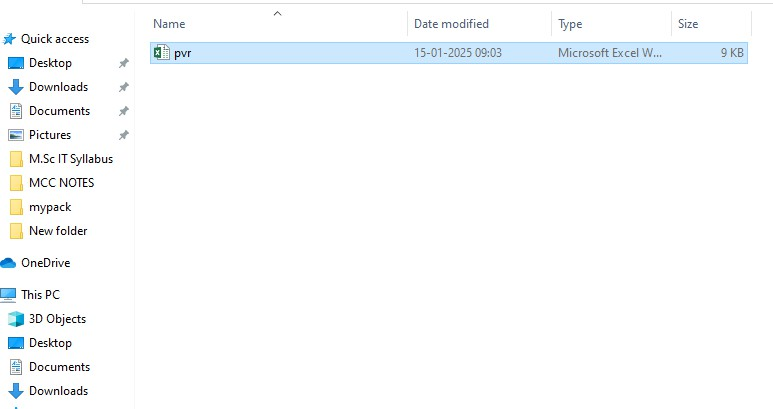 Name Date modified Type Size
pvr 15-01-2025 09:03 Microsoft Excel W... 9 KB
Quick access
Desktop
Downloads
Documents
Pictures
M.Sc IT Syllabus
MCC NOTES
mypack
New folder
OneDrive
This PC
3D Objects
Desktop
Documents
Downloads